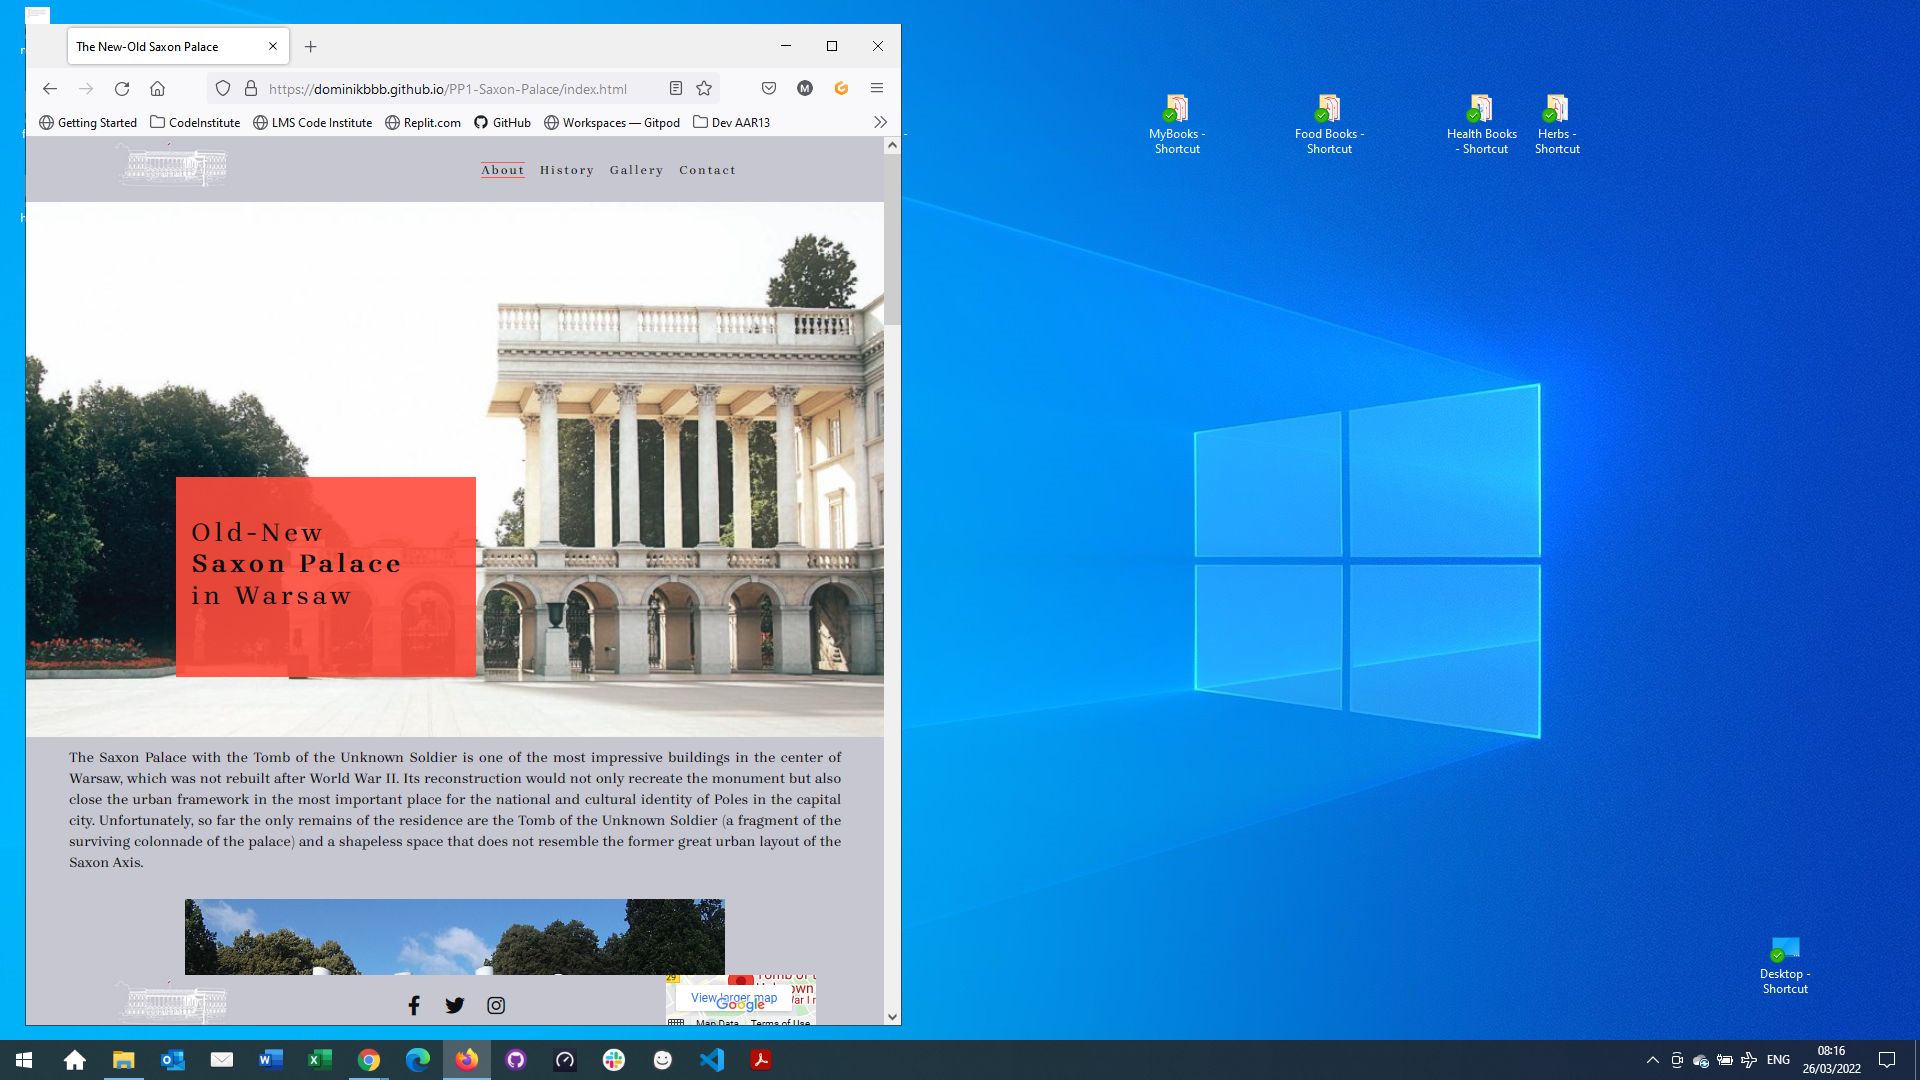 The New-Old Saxon Palace
https://dominikbbb.github.io/PP1-Saxon-Palace/index.html
Getting Started
CodeInstitute
LMS Code Institute
Replit.com
GitHub
Workspaces — Gitpod
Dev AAR13
About
History
Gallery
Contact
Old-New
Saxon Palace
in Warsaw
The Saxon Palace with the Tomb of the Unknown Soldier is one of the most impressive buildings in the center of
Warsaw, which was not rebuilt after World War II. Its reconstruction would not only recreate the monument but also
close the urban framework in the most important place for the national and cultural identity of Poles in the capital
city. Unfortunately, so far the only remains of the residence are the Tomb of the Unknown Soldier (a fragment of the
surviving colonnade of the palace) and a shapeless space that does not resemble the former great urban layout of the
Saxon Axis.
29
View larger map
Google
Map Data
Terms of Use
MyBooks -
Shortcut
Food Books -
Shortcut
Health Books
- Shortcut
Herbs -
Shortcut
Desktop -
Shortcut
ENG
08:16
26/03/2022